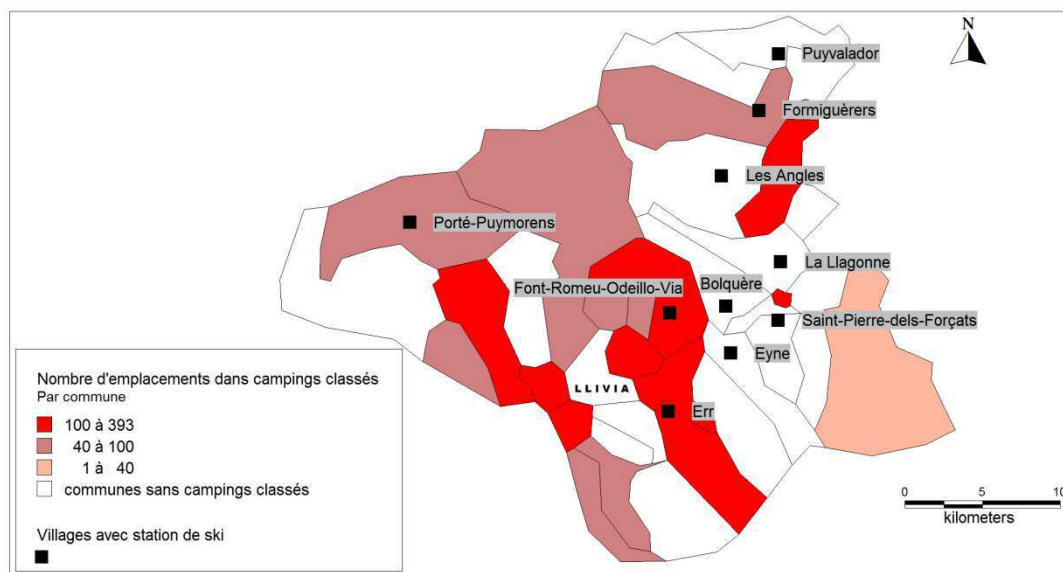 N
Puyvalador
Formiguèrers
Les Angles
Porté-Puymorens
La Llagonne
Font-Romeu-Odeillo-Via
Bolquère
Saint-Pierre-dels-Forçats
Eyne
LLIVIA
Err
Nombre d'emplacements dans campings classés
Par commune
100 à 393
40 à 100
1 à 40
communes sans campings classés
Villages avec station de ski
0 5 10
kilometers